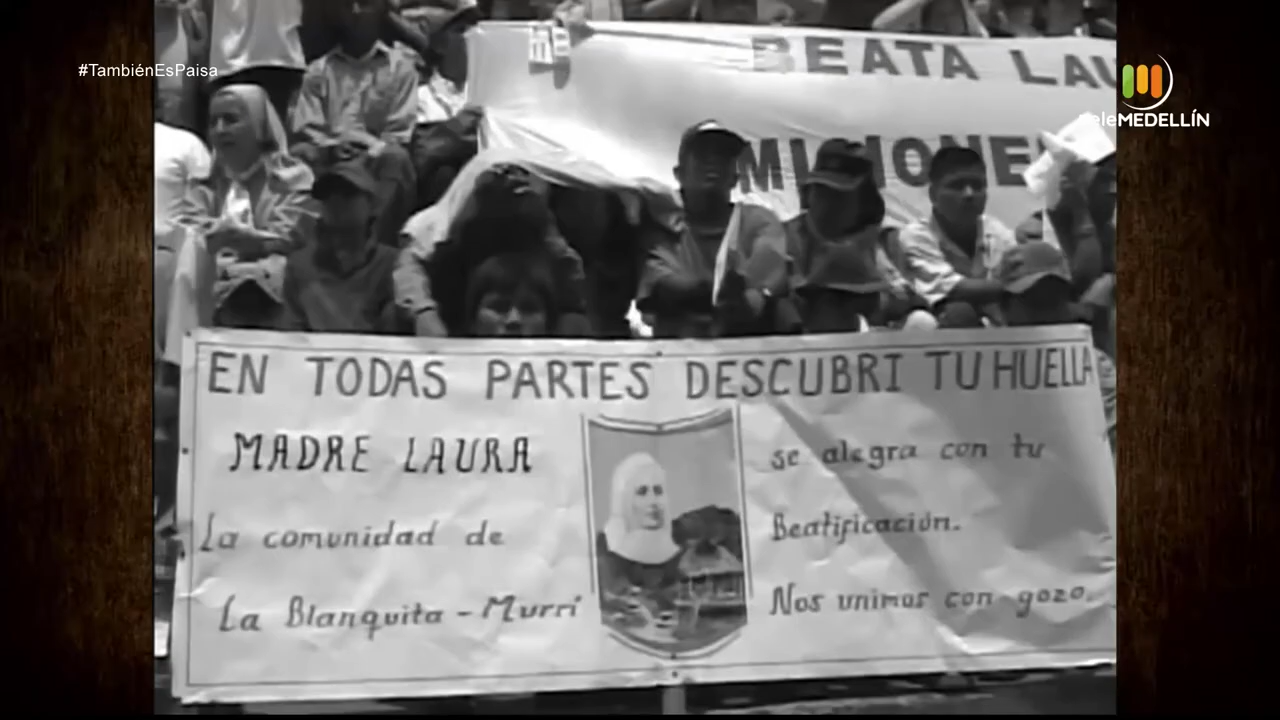 #TambiénEsPaisa
BEATA LAU
teleMEDELLÍN
MISIONE
EN TODAS PARTES DESCUBRI TU HUELLA
MADRE LAURA
se alegra con tu
La comunidad de
Beatificación.
La Blanquita - Murrí
Nos unimos con gozo.